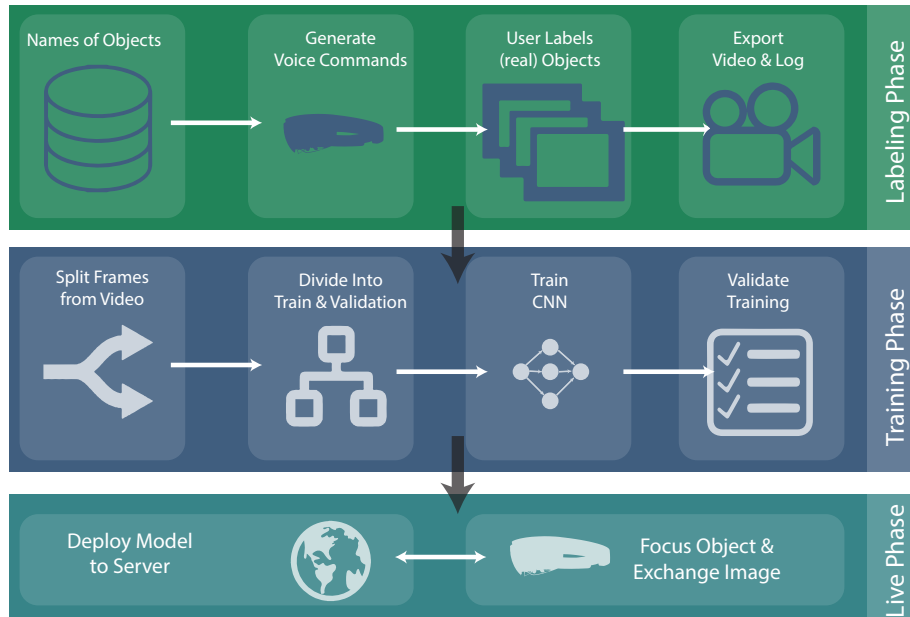 Names of Objects
Generate
Voice Commands
User Labels
(real) Objects
Export
Video & Log
Labeling Phase
Split Frames
from Video
Divide Into
Train & Validation
Train
CNN
Validate
Training
Training Phase
Deploy Model
to Server
Focus Object &
Exchange Image
Live Phase